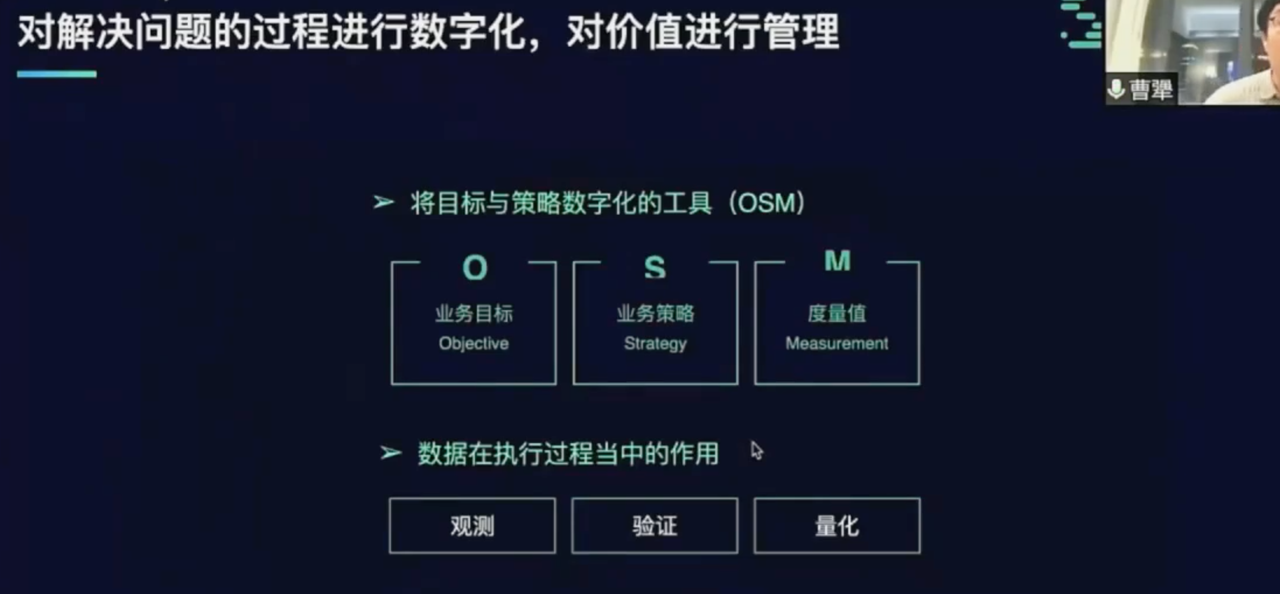 对解决问题的过程进行数字化，对价值进行管理
曹犟
➢ 将目标与策略数字化的工具（OSM）
O
S
M
业务目标
业务策略
度量值
Objective
Strategy
Measurement
➢ 数据在执行过程当中的作用
观测
验证
量化